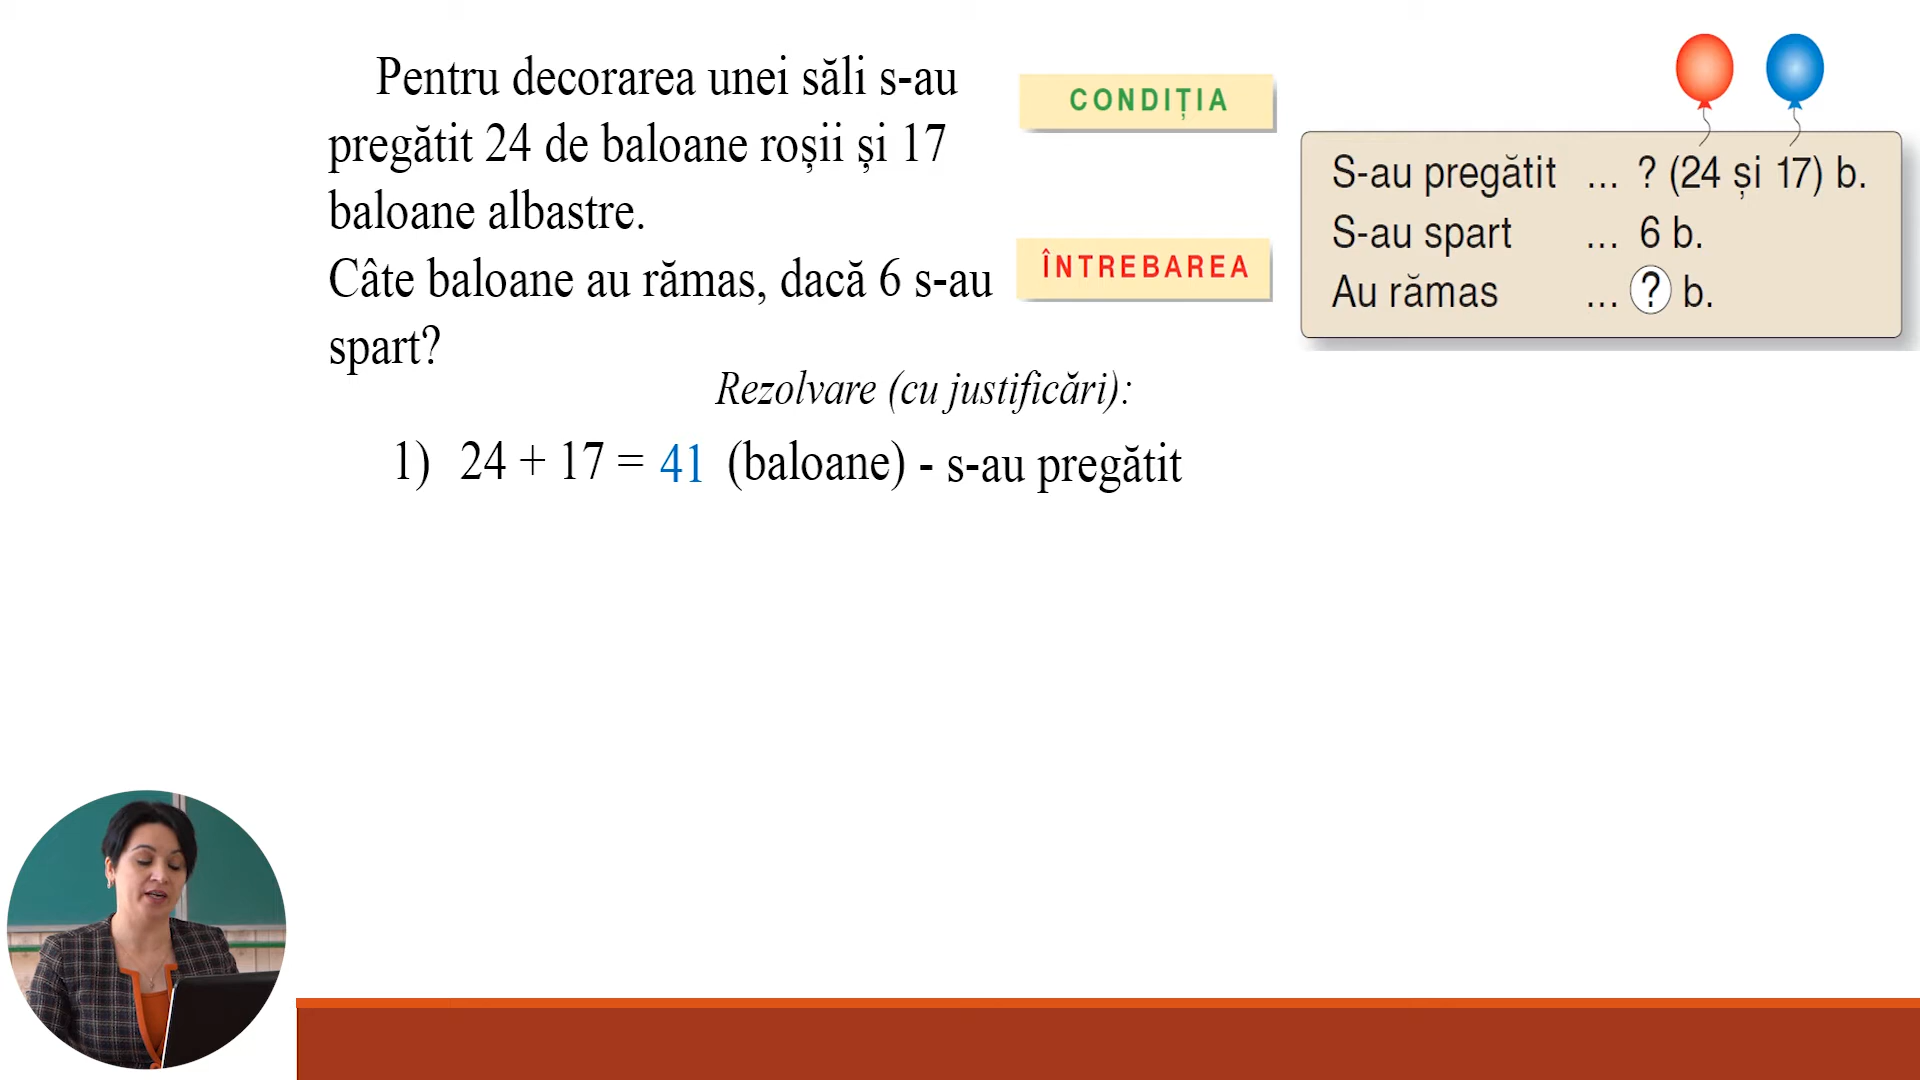 Pentru decorarea unei săli s-au
pregătit 24 de baloane roșii și 17
baloane albastre.
Câte baloane au rămas, dacă 6 s-au
spart?
CONDIȚIA
ÎNTREBAREA
S-au pregătit ... ? (24 și 17) b.
S-au spart ... 6 b.
Au rămas ... ? b.
Rezolvare (cu justificări):
1) 24 + 17 = 41 (baloane) - s-au pregătit